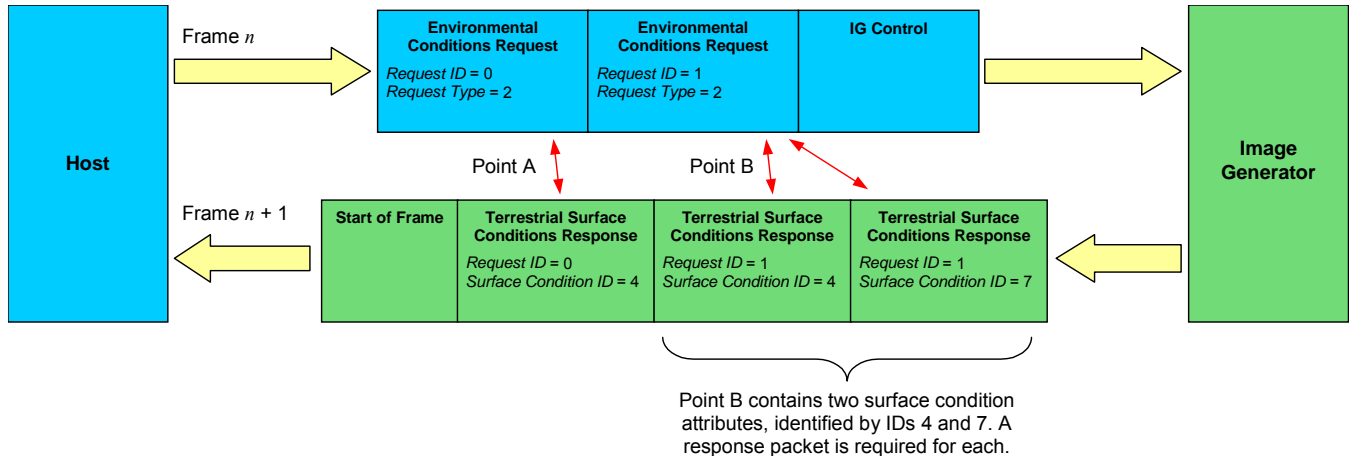 Host
Frame n
Environmental
Conditions Request
Request ID = 0
Request Type = 2
Environmental
Conditions Request
Request ID = 1
Request Type = 2
IG Control
Image
Generator
Point A
Point B
Frame n + 1
Start of Frame
Terrestrial Surface
Conditions Response
Request ID = 0
Surface Condition ID = 4
Terrestrial Surface
Conditions Response
Request ID = 1
Surface Condition ID = 4
Terrestrial Surface
Conditions Response
Request ID = 1
Surface Condition ID = 7
Point B contains two surface condition
attributes, identified by IDs 4 and 7. A
response packet is required for each.